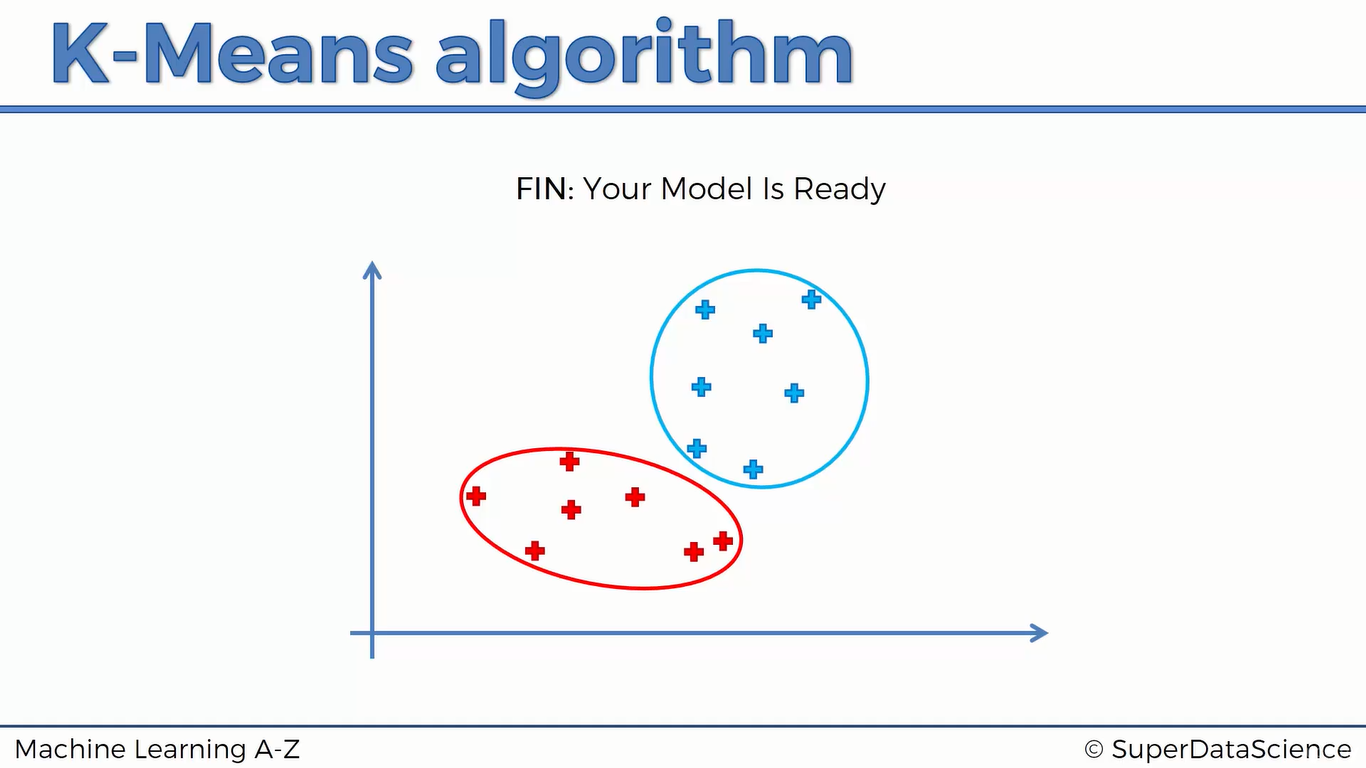 K-Means algorithm
FIN: Your Model Is Ready
Machine Learning A-Z
© SuperDataScience